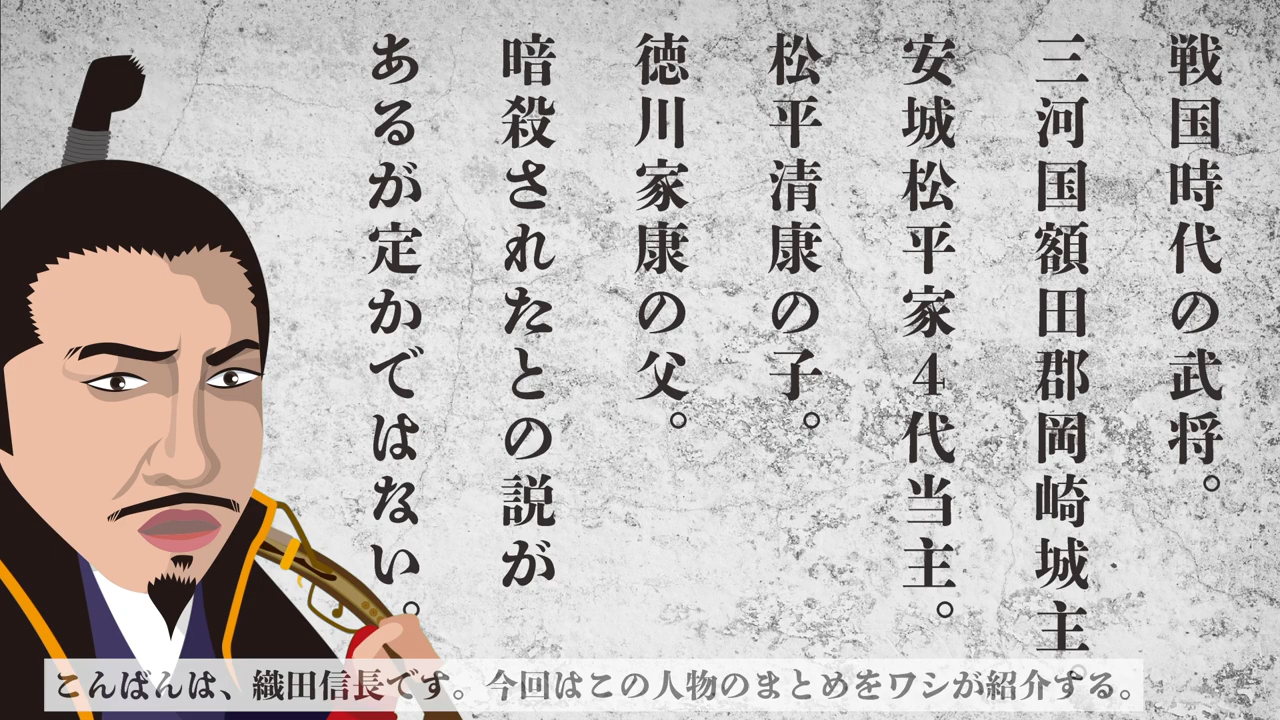 戦国時代の武将。
三河国額田郡岡崎城主。
安城松平家４代当主。
松平清康の子。
徳川家康の父。
暗殺されたとの説が
あるが定かではない。
こんばんは、織田信長です。今回はこの人物のまとめをワシが紹介する。